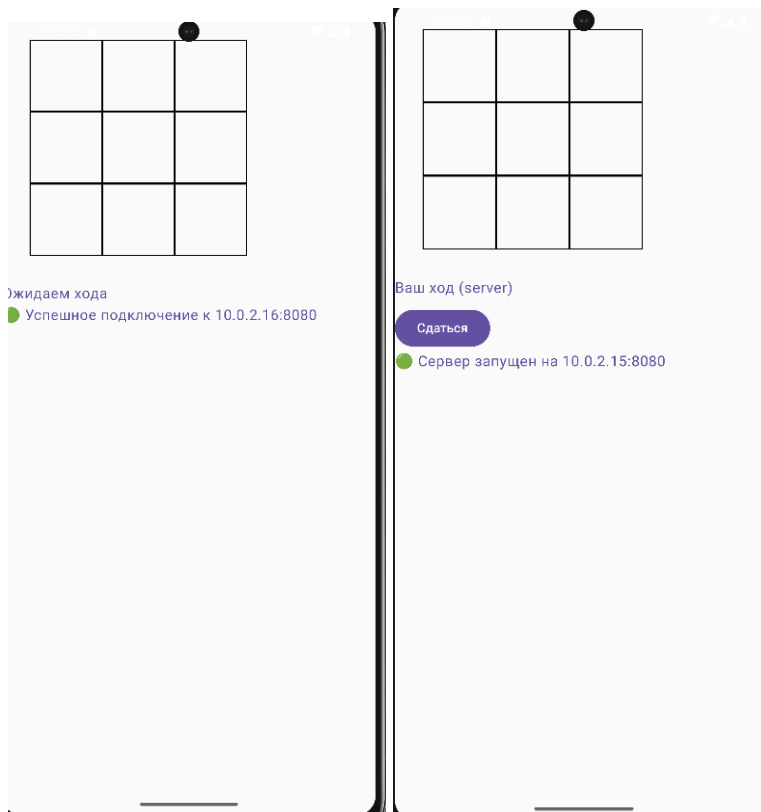 Ожидаем хода
🟢 Успешное подключение к 10.0.2.16:8080
Ваш ход (server)
Сдаться
🟢 Сервер запущен на 10.0.2.15:8080